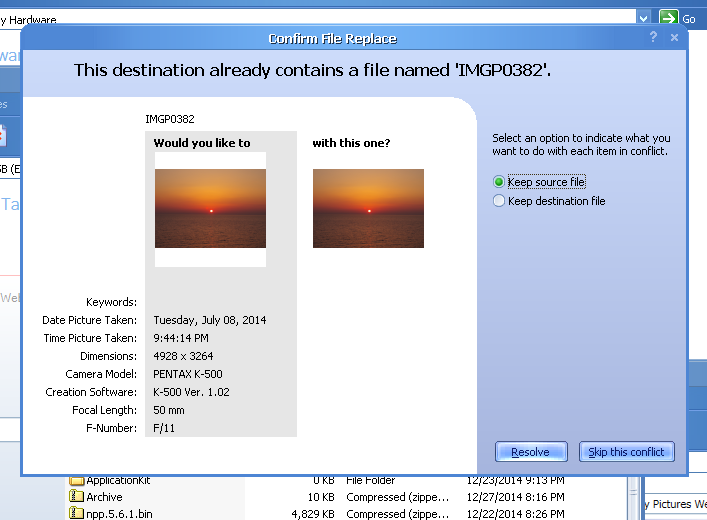 y Hardware
Go
Confirm File Replace
?
This destination already contains a file named 'IMGP0382'.
IMGP0382
Would you like to
with this one?
Select an option to indicate what you
want to do with each item in conflict.
Keep source file
Keep destination file
Keywords:
Date Picture Taken: Tuesday, July 08, 2014
Time Picture Taken: 9:44:14 PM
Dimensions: 4928 x 3264
Camera Model: PENTAX K-500
Creation Software: K-500 Ver. 1.02
Focal Length: 50 mm
F-Number: F/11
Resolve
Skip this conflict
ApplicationKit 0 KB File Folder 12/23/2014 9:13 PM
Archive 10 KB Compressed (zippe... 12/27/2014 8:16 PM
npp.5.6.1.bin 4,829 KB Compressed (zippe... 12/22/2014 8:26 PM
y Pictures We